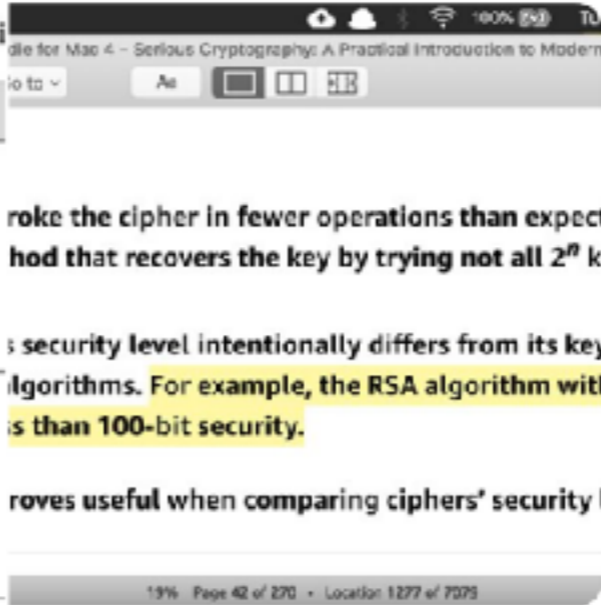 100% TU
dle for Mac 4 – Serious Cryptography: A Practical Introduction to Modern
o to
Aa
roke the cipher in fewer operations than expect
hod that recovers the key by trying not all 2ⁿ k
s security level intentionally differs from its key
lgorithms. For example, the RSA algorithm with
ss than 100-bit security.
roves useful when comparing ciphers' security
19% Page 42 of 270 • Location 1277 of 7079